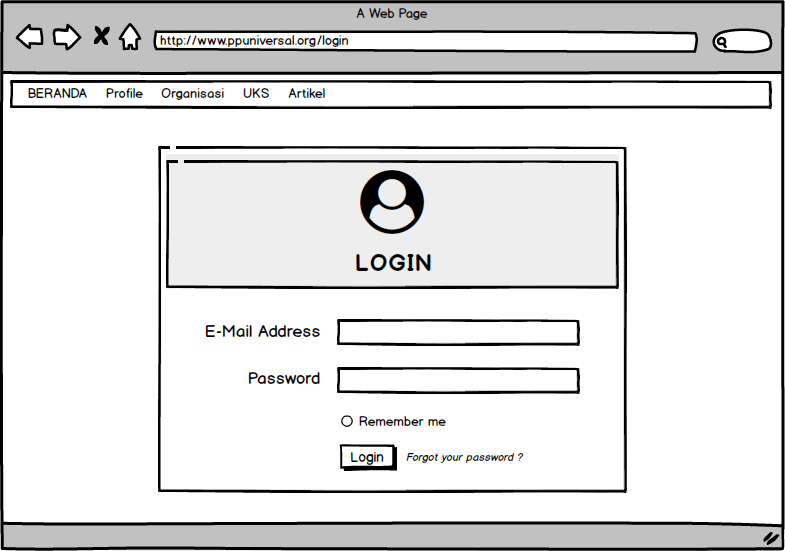 A Web Page
http://www.ppuniversal.org/login
BERANDA Profile Organisasi UKS Artikel
LOGIN
E-Mail Address
Password
Remember me
Login Forgot your password ?